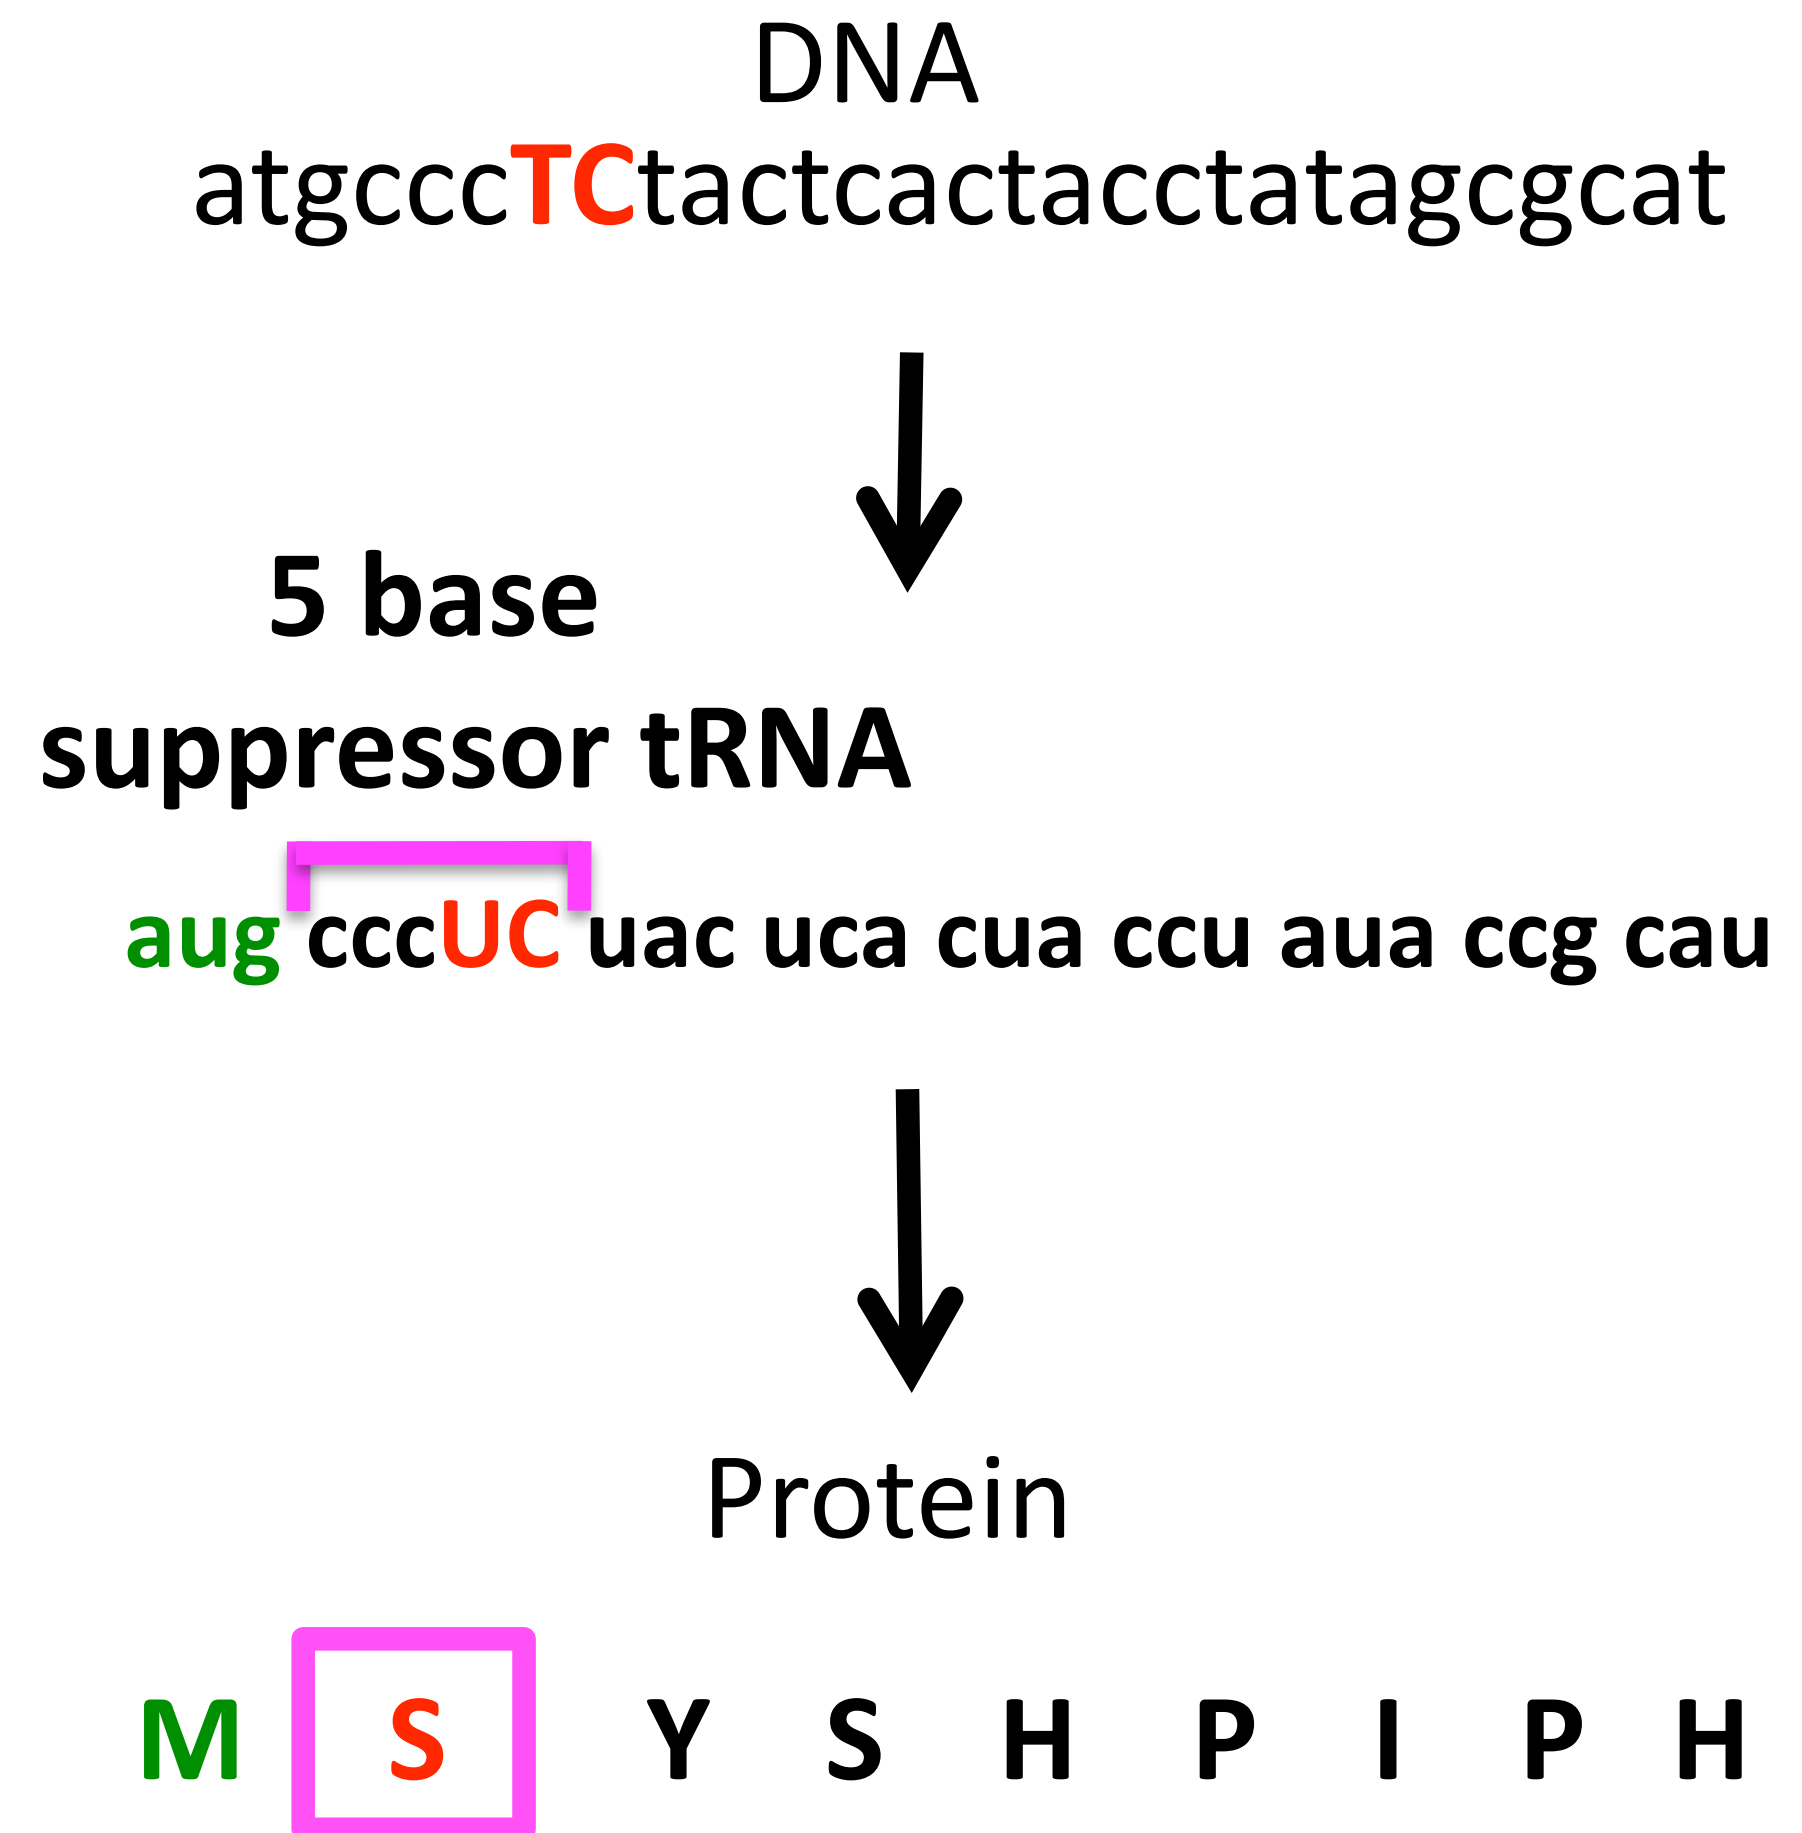 DNA
atgcccTCtactcactacctatagcgcat
5 base
suppressor tRNA
aug cccUC uac uca cua ccu aua ccg cau
Protein
M S Y S H P I P H